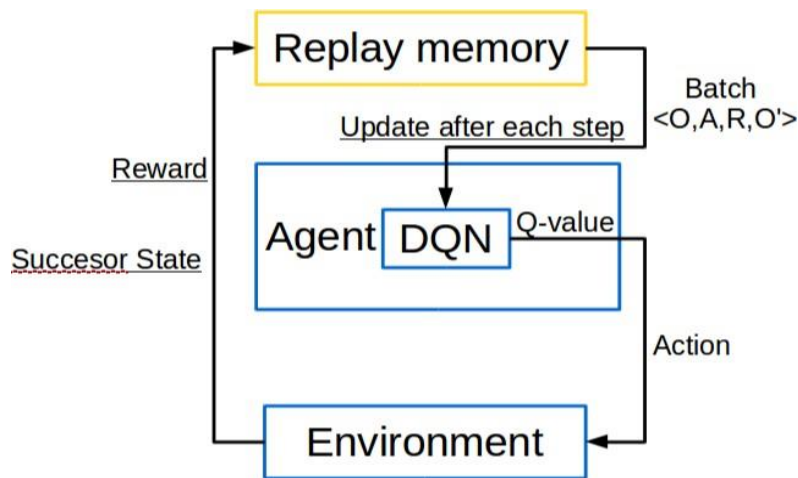 Replay memory
Batch
<O,A,R,O'>
Update after each step
Reward
Agent
DQN
Q-value
Succesor State
Action
Environment